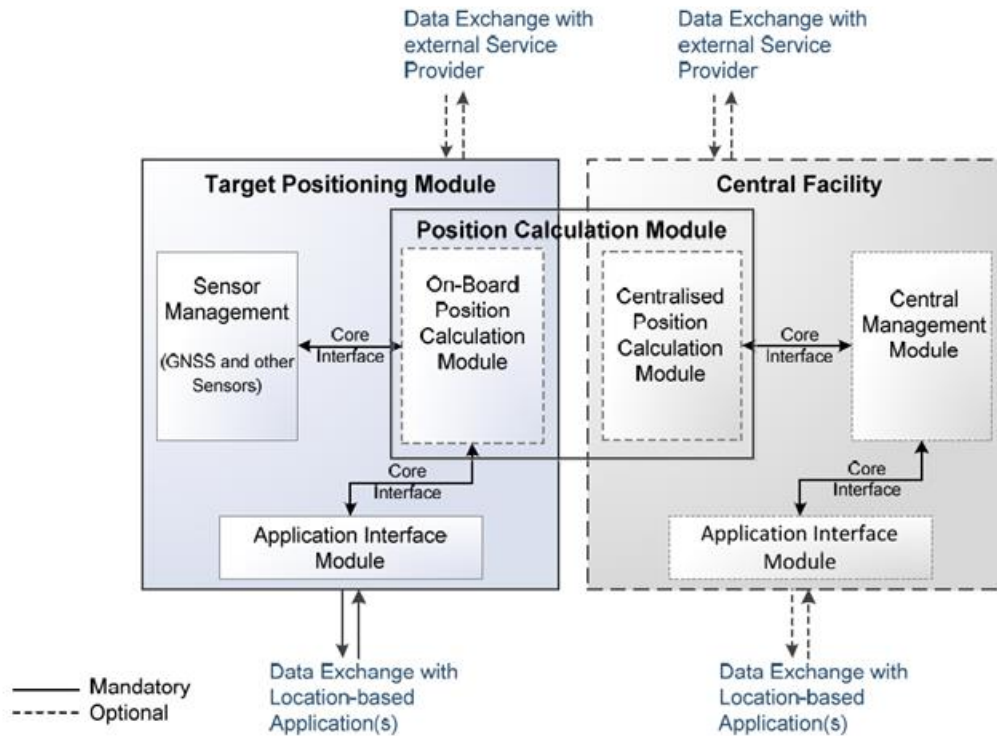 Data Exchange with
external Service
Provider
Data Exchange with
external Service
Provider
Target Positioning Module
Central Facility
Position Calculation Module
Sensor
Management
(GNSS and other
Sensors)
Core
Interface
On-Board
Position
Calculation
Module
Centralised
Position
Calculation
Module
Core
Interface
Central
Management
Module
Core
Interface
Core
Interface
Application Interface
Module
Application Interface
Module
Data Exchange with
Location-based
Application(s)
Data Exchange with
Location-based
Application(s)
Mandatory
Optional